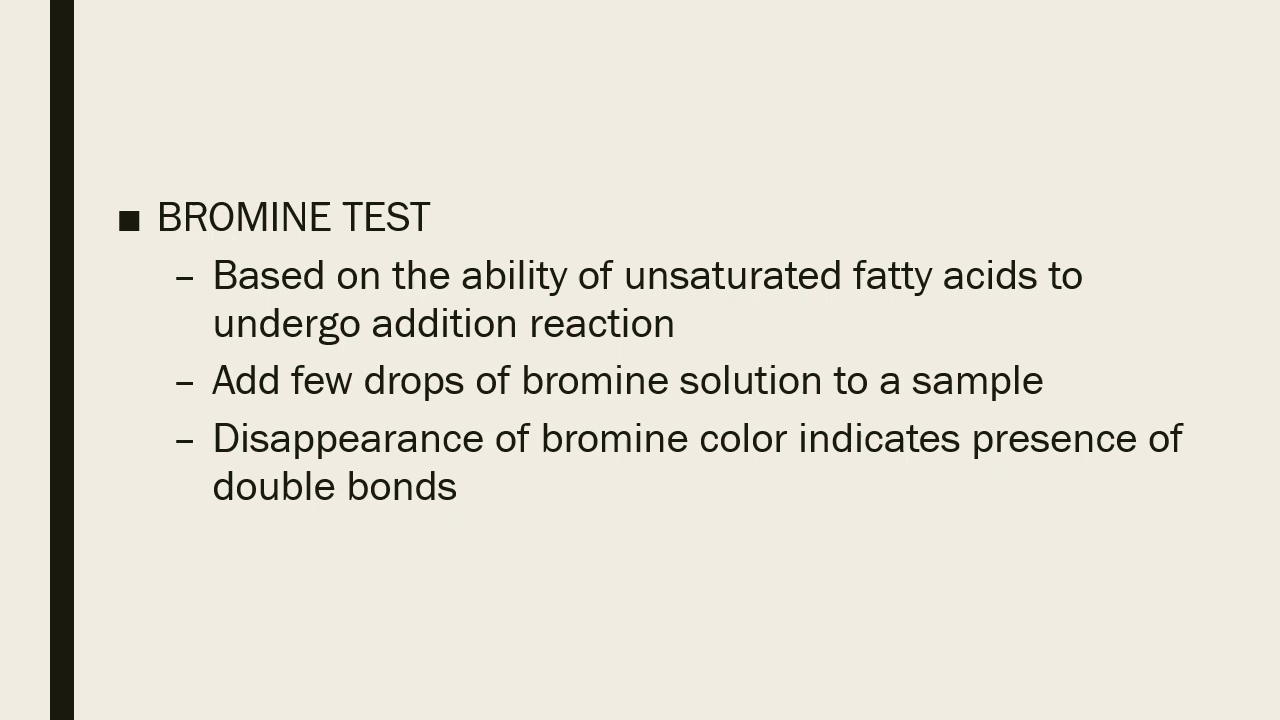 ■ BROMINE TEST
– Based on the ability of unsaturated fatty acids to
undergo addition reaction
– Add few drops of bromine solution to a sample
– Disappearance of bromine color indicates presence of
double bonds